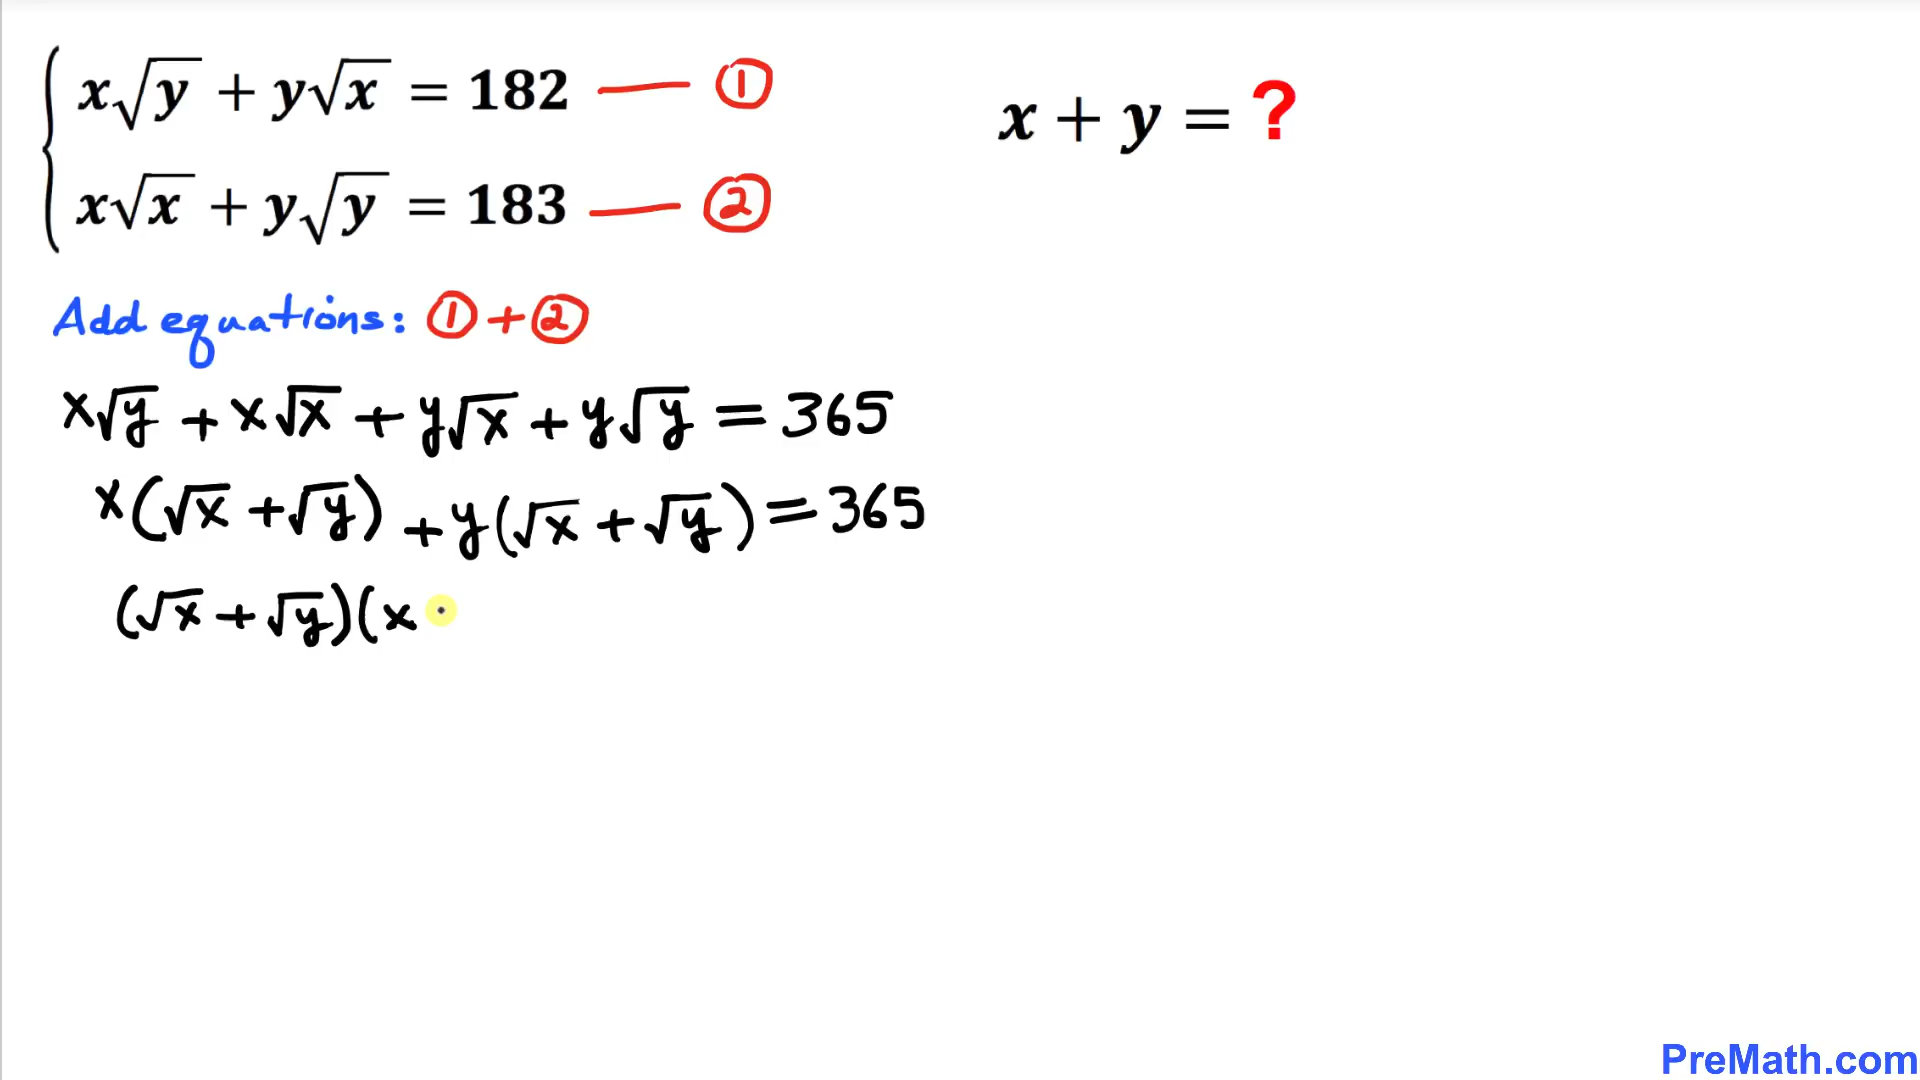 x√y + y√x = 182 —— ①
x + y = ?
x√x + y√y = 183 —— ②
Add equations: ① + ②
x√y + x√x + y√x + y√y = 365
x(√x + √y) + y(√x + √y) = 365
(√x + √y)(x
PreMath.com